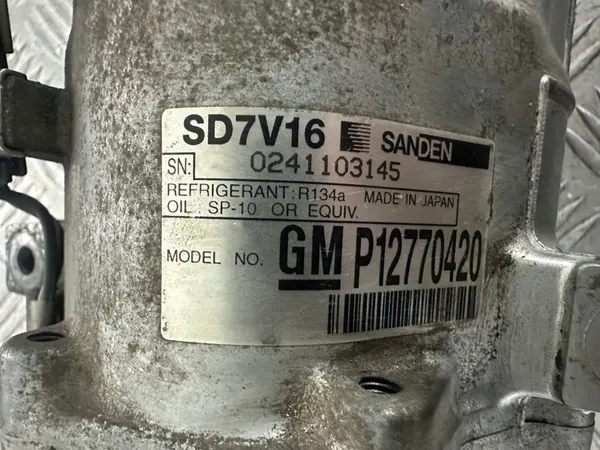 SD7V16 SANDEN
SN: 0241103145
REFRIGERANT: R134a MADE IN JAPAN
OIL : SP-10 OR EQUIV.
MODEL NO. GM P12770420